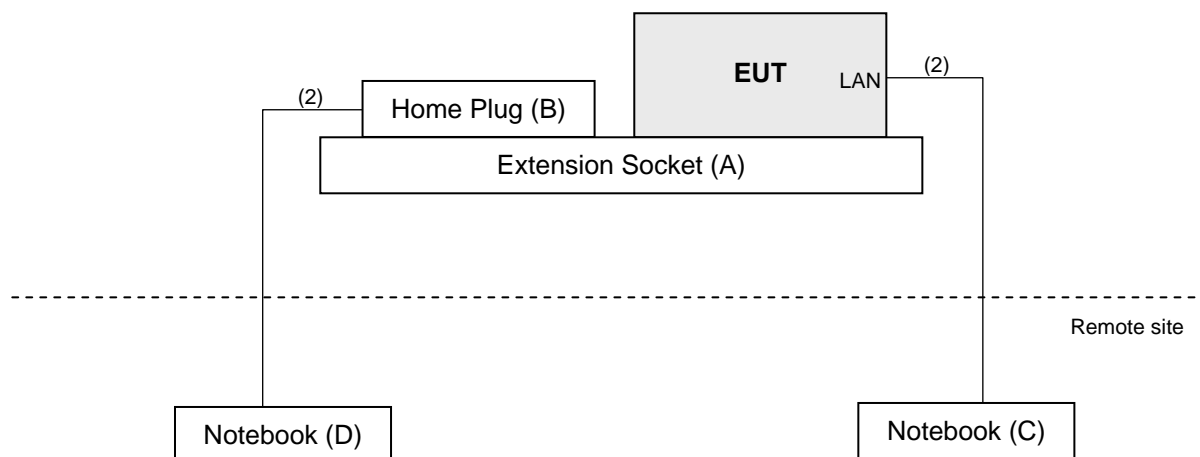 EUT
LAN
(2)
(2)
Home Plug (B)
Extension Socket (A)
Remote site
Notebook (D)
Notebook (C)